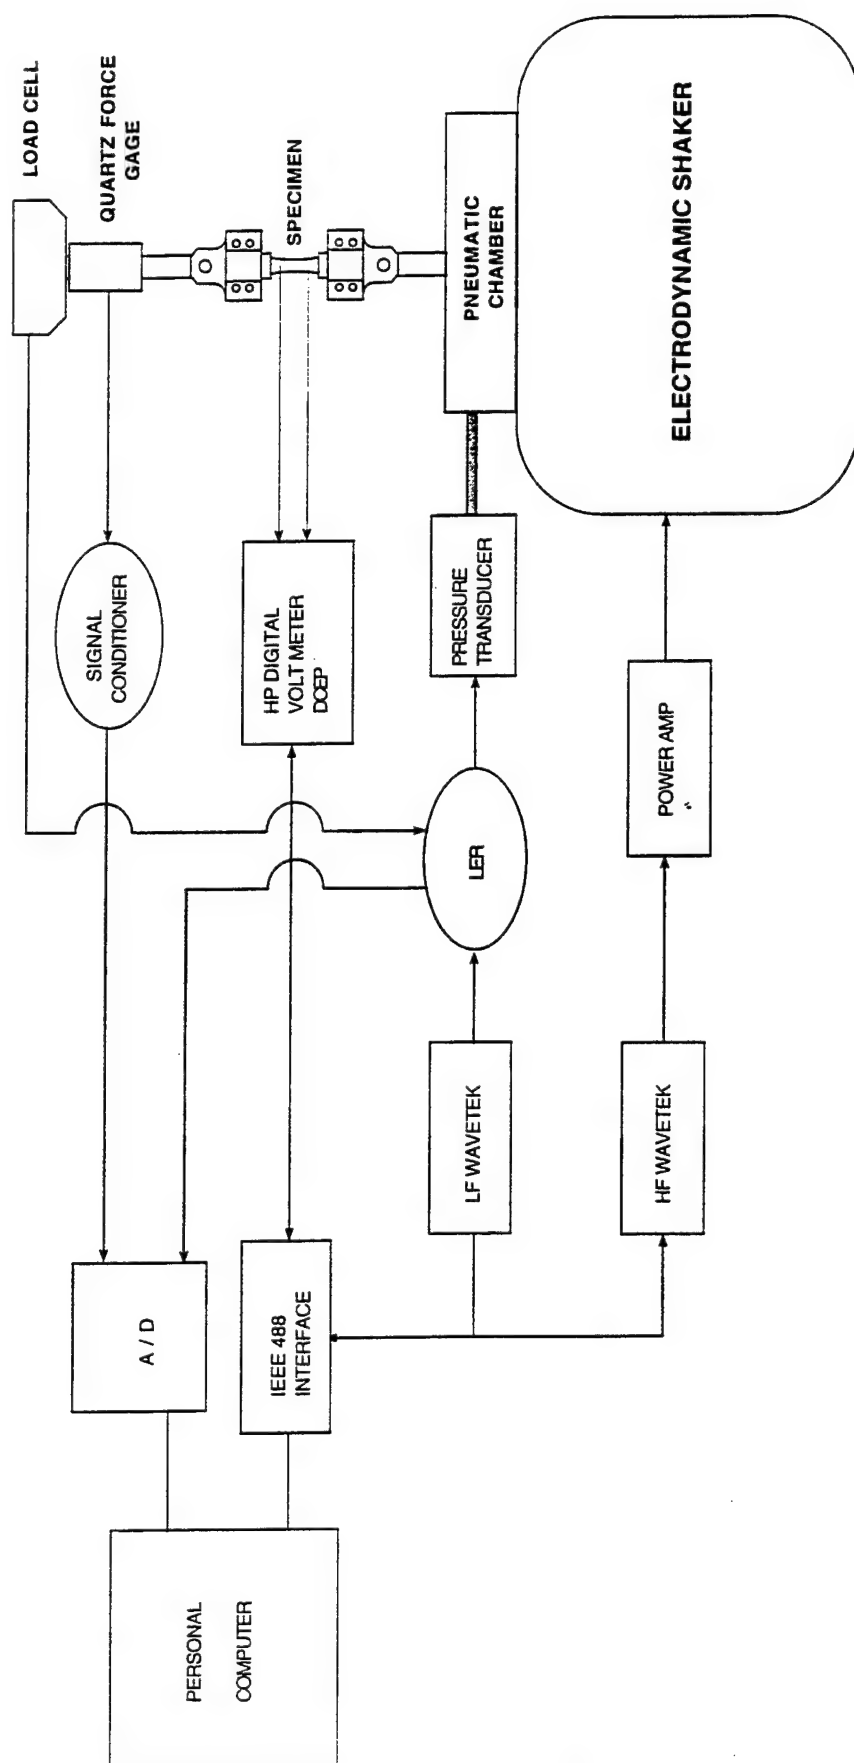 LOAD CELL
QUARTZ FORCE
GAGE
SPECIMEN
PNEUMATIC
CHAMBER
ELECTRODYNAMIC SHAKER
SIGNAL
CONDITIONER
HP DIGITAL
VOLT METER
DCEP
PRESSURE
TRANSDUCER
POWER AMP
LER
LF WAVETEK
HF WAVETEK
A / D
IEEE 488
INTERFACE
PERSONAL
COMPUTER